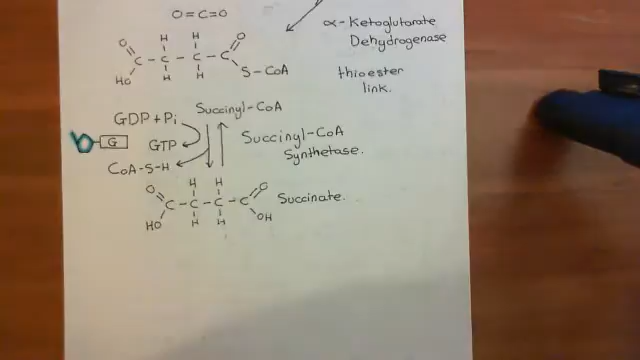 O=C=O
α-Ketoglutarate
Dehydrogenase
O H H O
C - C - C - C
HO H H S - CoA
thioester
link.
Succinyl-CoA
GDP + Pi
G
GTP
CoA-S-H
Succinyl-CoA
Synthetase.
O H H O
C - C - C - C
HO H H OH
Succinate.